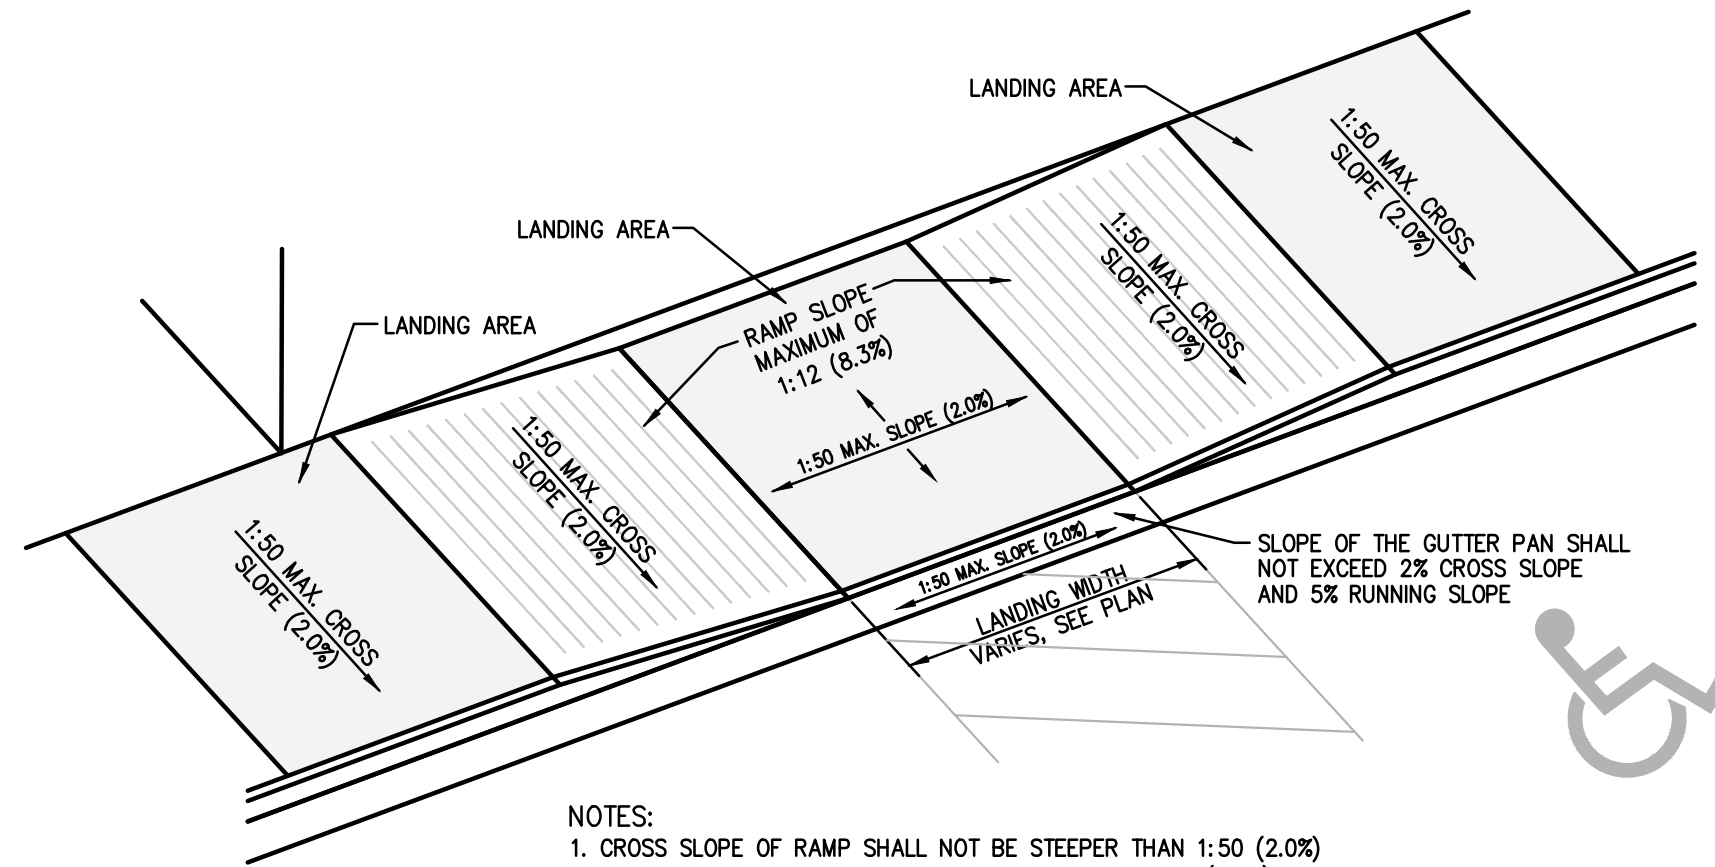 LANDING AREA
1:50 MAX. CROSS
SLOPE (2.0%)
LANDING AREA
1:50 MAX. CROSS
SLOPE (2.0%)
LANDING AREA
RAMP SLOPE
MAXIMUM OF
1:12 (8.3%)
1:50 MAX. SLOPE (2.0%)
1:50 MAX. CROSS
SLOPE (2.0%)
1:50 MAX. CROSS
SLOPE (2.0%)
1:50 MAX. SLOPE (2.0%)
LANDING WIDTH
VARIES, SEE PLAN
SLOPE OF THE GUTTER PAN SHALL
NOT EXCEED 2% CROSS SLOPE
AND 5% RUNNING SLOPE
NOTES:
1. CROSS SLOPE OF RAMP SHALL NOT BE STEEPER THAN 1:50 (2.0%)